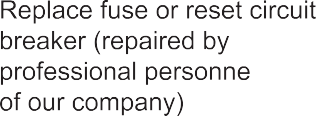 Replace fuse or reset circuit
breaker (repaired by
professional personne
of our company)